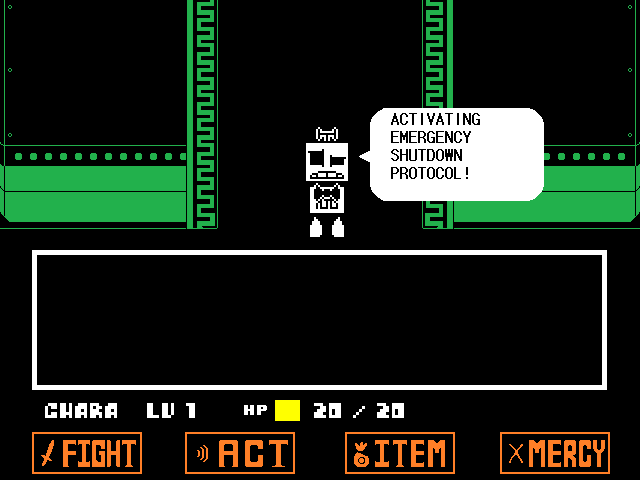 ACTIVATING
EMERGENCY
SHUTDOWN
PROTOCOL!
CHARA LV 1 HP 20 / 20
FIGHT ACT ITEM MERCY